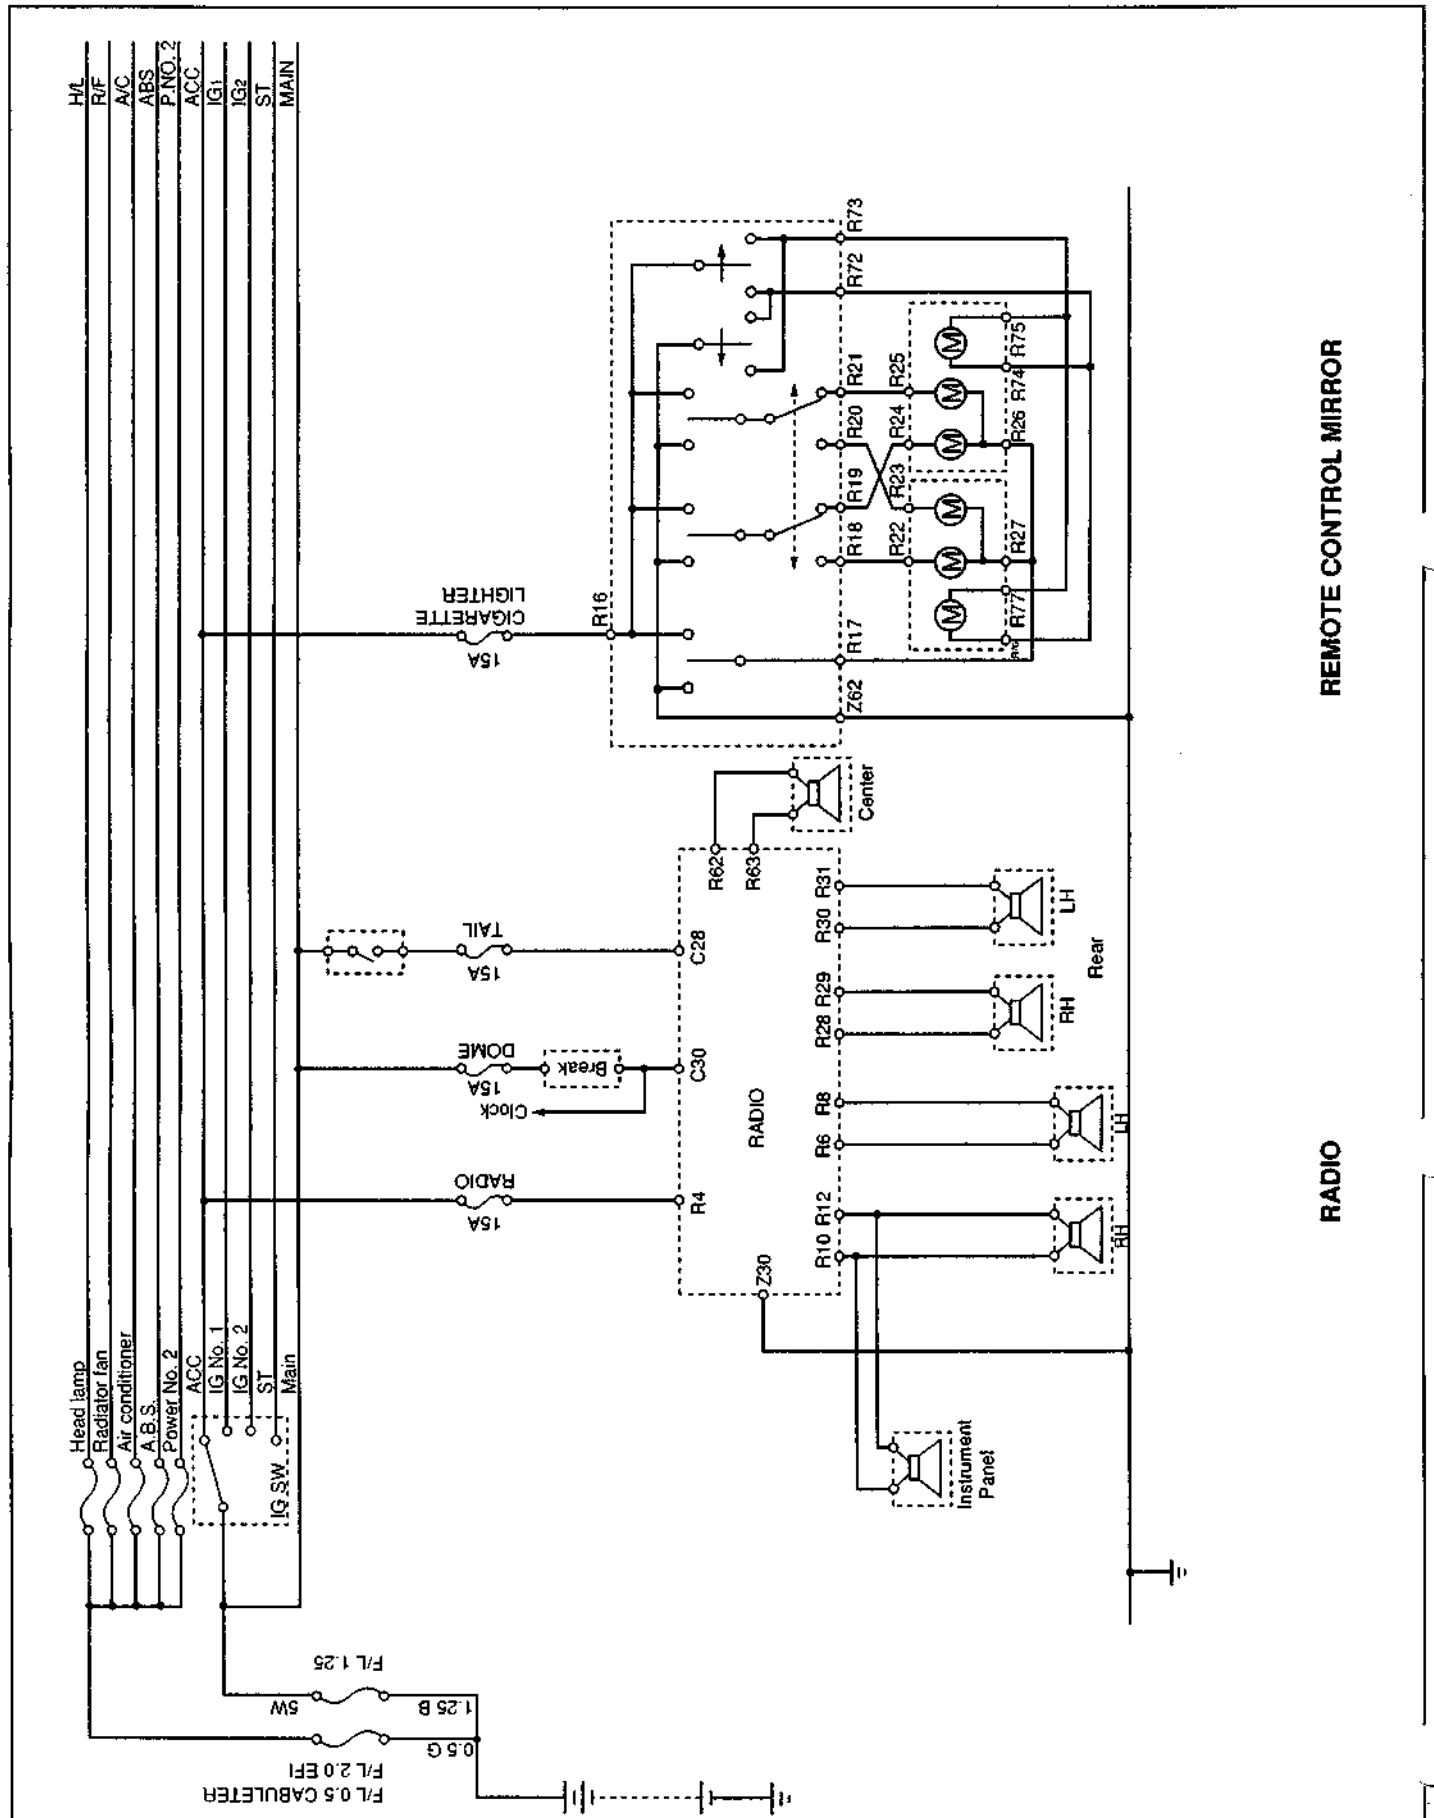 H/L
R/F
A/C
ABS
P.NO. 2
ACC
IG1
IG2
ST
MAIN
Head lamp
Radiator fan
Air conditioner
A.B.S.
Power No. 2
ACC
IG No. 1
IG No. 2
ST
Main
IG SW
F/L 1.25
5W
1.25 B
0.5 G
F/L 2.0 EFI
F/L 0.5 CABULETER
RADIO
15A
DOME
15A
Break
Clock
TAIL
15A
CIGARETTE
LIGHTER
15A
R4
C30
C28
R62
R63
Z30
RADIO
R10
R12
R6
R8
R28
R29
R30
R31
Center
Instrument
Panel
RH
LH
RH
LH
Rear
R16
Z62
R17
R18
R19
R20
R21
R72
R73
R22
R23
R24
R25
R77
R27
R26
R74
R75
RADIO
REMOTE CONTROL MIRROR